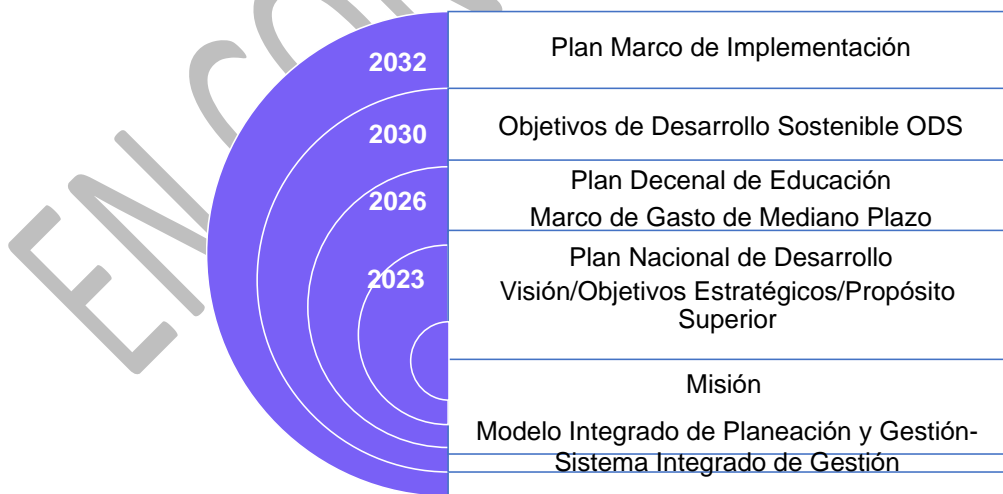 2032
Plan Marco de Implementación
2030
Objetivos de Desarrollo Sostenible ODS
2026
Plan Decenal de Educación
Marco de Gasto de Mediano Plazo
2023
Plan Nacional de Desarrollo
Visión/Objetivos Estratégicos/Propósito
Superior
Misión
Modelo Integrado de Planeación y Gestión-
Sistema Integrado de Gestión
EN